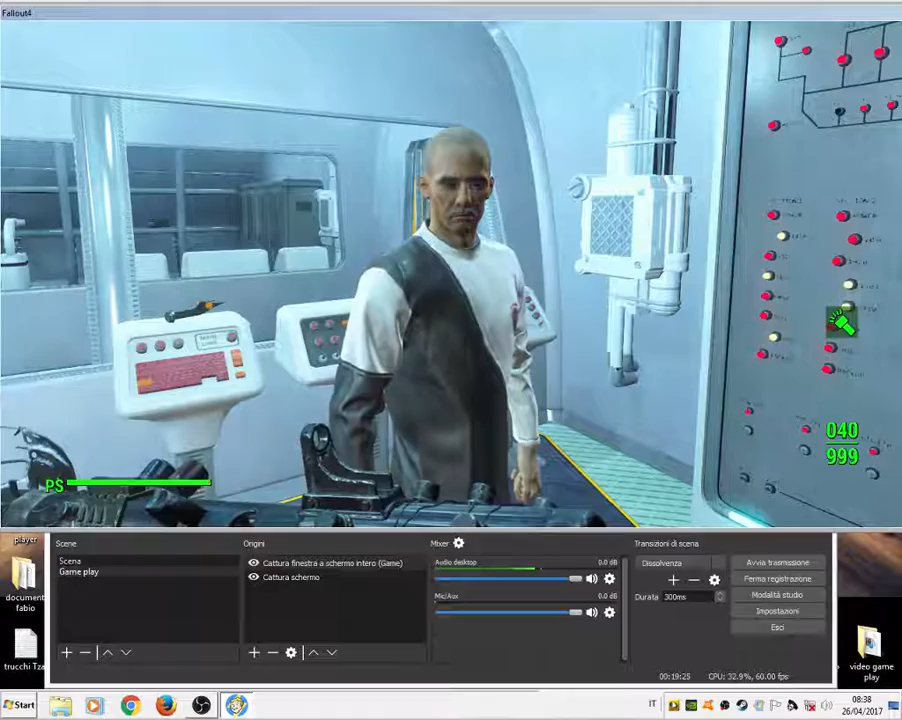 Fallout4
PS
040
999
player
document
fabio
trucchi Tza
video game
play
Scene
Scena
Game play
Origini
Cattura finestra a schermo intero (Game)
Cattura schermo
Mixer
Audio desktop 0.0 dB
Mic/Aux 0.0 dB
Transizioni di scena
Dissolvenza
Durata 300ms
Avvia trasmissione
Ferma registrazione
Modalità studio
Impostazioni
Esci
00:19:25 CPU: 32.9%, 60.00 fps
Start
IT
08:38
26/04/2017